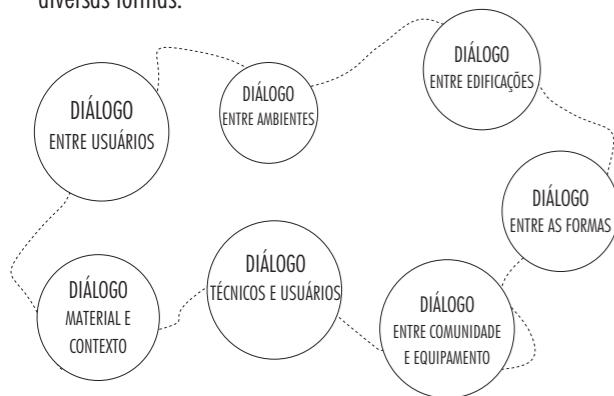 diversas formas.
DIÁLOGO
ENTRE USUÁRIOS
DIÁLOGO
ENTRE AMBIENTES
DIÁLOGO
ENTRE EDIFICAÇÕES
DIÁLOGO
ENTRE AS FORMAS
DIÁLOGO
MATERIAL E
CONTEXTO
DIÁLOGO
TÉCNICOS E USUÁRIOS
DIÁLOGO
ENTRE COMUNIDADE
E EQUIPAMENTO